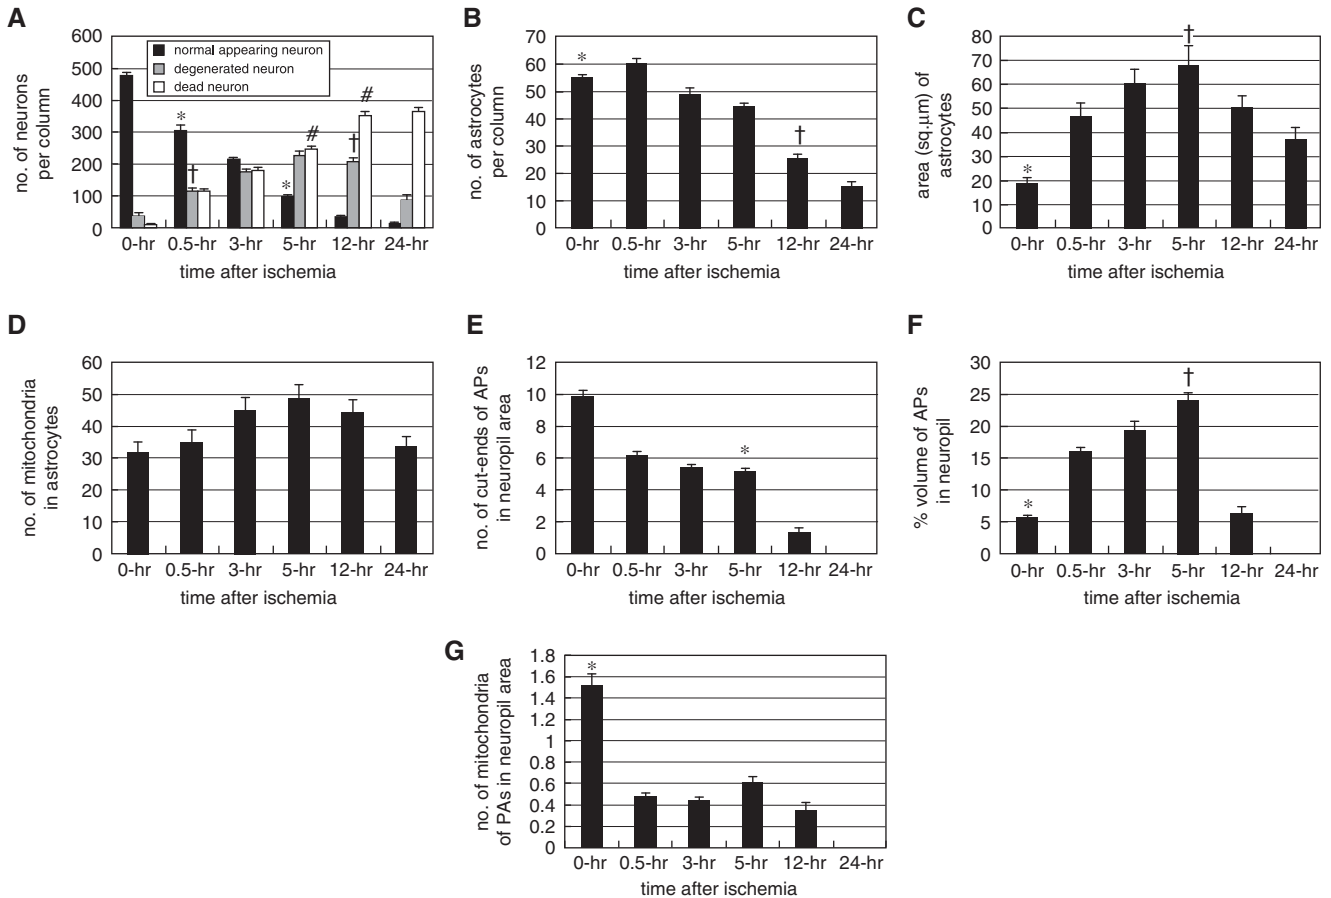 A
no. of neurons
per column
600
500
400
300
200
100
0
normal appearing neuron
degenerated neuron
dead neuron
*
†
*
#
†
#
0-hr 0.5-hr 3-hr 5-hr 12-hr 24-hr
time after ischemia
B
no. of astrocytes
per column
70
60
50
40
30
20
10
0
*
†
0-hr 0.5-hr 3-hr 5-hr 12-hr 24-hr
time after ischemia
C
area (sq.µm) of
astrocytes
80
70
60
50
40
30
20
10
0
*
†
0-hr 0.5-hr 3-hr 5-hr 12-hr 24-hr
time after ischemia
D
no. of mitochondria
in astrocytes
60
50
40
30
20
10
0
0-hr 0.5-hr 3-hr 5-hr 12-hr 24-hr
time after ischemia
E
no. of cut-ends of APs
in neuropil area
12
10
8
6
4
2
0
*
0-hr 0.5-hr 3-hr 5-hr 12-hr 24-hr
time after ischemia
F
% volume of APs
in neuropil
30
25
20
15
10
5
0
*
†
0-hr 0.5-hr 3-hr 5-hr 12-hr 24-hr
time after ischemia
G
no. of mitochondria
of PAs in neuropil area
1.8
1.6
1.4
1.2
1
0.8
0.6
0.4
0.2
0
*
0-hr 0.5-hr 3-hr 5-hr 12-hr 24-hr
time after ischemia